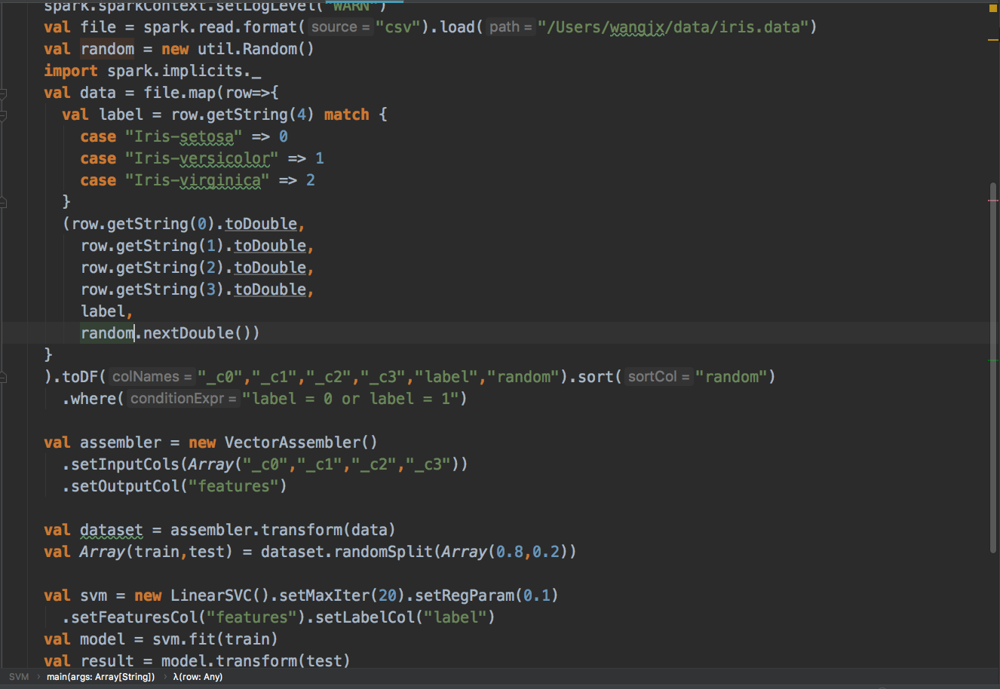 spark.sparkContext.setLogLevel("WARN")
val file = spark.read.format( source = "csv").load( path = "/Users/wangjx/data/iris.data")
val random = new util.Random()
import spark.implicits._
val data = file.map(row=>{
  val label = row.getString(4) match {
    case "Iris-setosa" => 0
    case "Iris-versicolor" => 1
    case "Iris-virginica" => 2
  }
  (row.getString(0).toDouble,
    row.getString(1).toDouble,
    row.getString(2).toDouble,
    row.getString(3).toDouble,
    label,
    random.nextDouble())
}
).toDF( colNames = "_c0","_c1","_c2","_c3","label","random").sort( sortCol = "random")
  .where( conditionExpr = "label = 0 or label = 1")
val assembler = new VectorAssembler()
  .setInputCols(Array("_c0","_c1","_c2","_c3"))
  .setOutputCol("features")
val dataset = assembler.transform(data)
val Array(train,test) = dataset.randomSplit(Array(0.8,0.2))
val svm = new LinearSVC().setMaxIter(20).setRegParam(0.1)
  .setFeaturesCol("features").setLabelCol("label")
val model = svm.fit(train)
val result = model.transform(test)
SVM › main(args: Array[String]) › λ(row: Any)